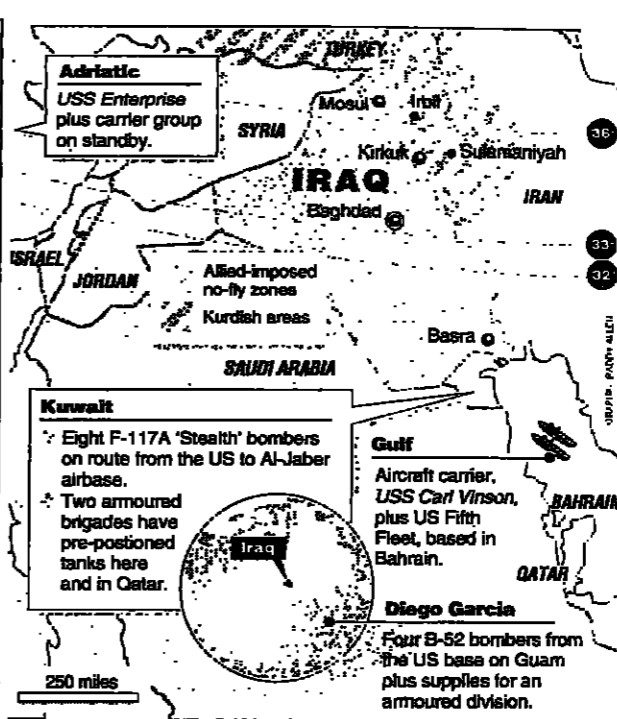 TURKEY
Adriatic
USS Enterprise
plus carrier group
on standby.
Mosul
Irbil
36
SYRIA
Kirkuk
Sulamaniyah
IRAQ
IRAN
Baghdad
33
ISRAEL
32
JORDAN
Allied-imposed
no-fly zones
Kurdish areas
Basra
SAUDI ARABIA
GRAPHIC: PADDY ALLEN
Kuwait
Eight F-117A 'Stealth' bombers
on route from the US to Al-Jaber
airbase.
Two armoured
brigades have
pre-postioned
tanks here
and in Qatar.
Iraq
Gulf
Aircraft carrier,
USS Carl Vinson,
plus US Fifth
Fleet, based in
Bahrain.
BAHRAIN
QATAR
Diego Garcia
Four B-52 bombers from
the US base on Guam
plus supplies for an
armoured division.
250 miles